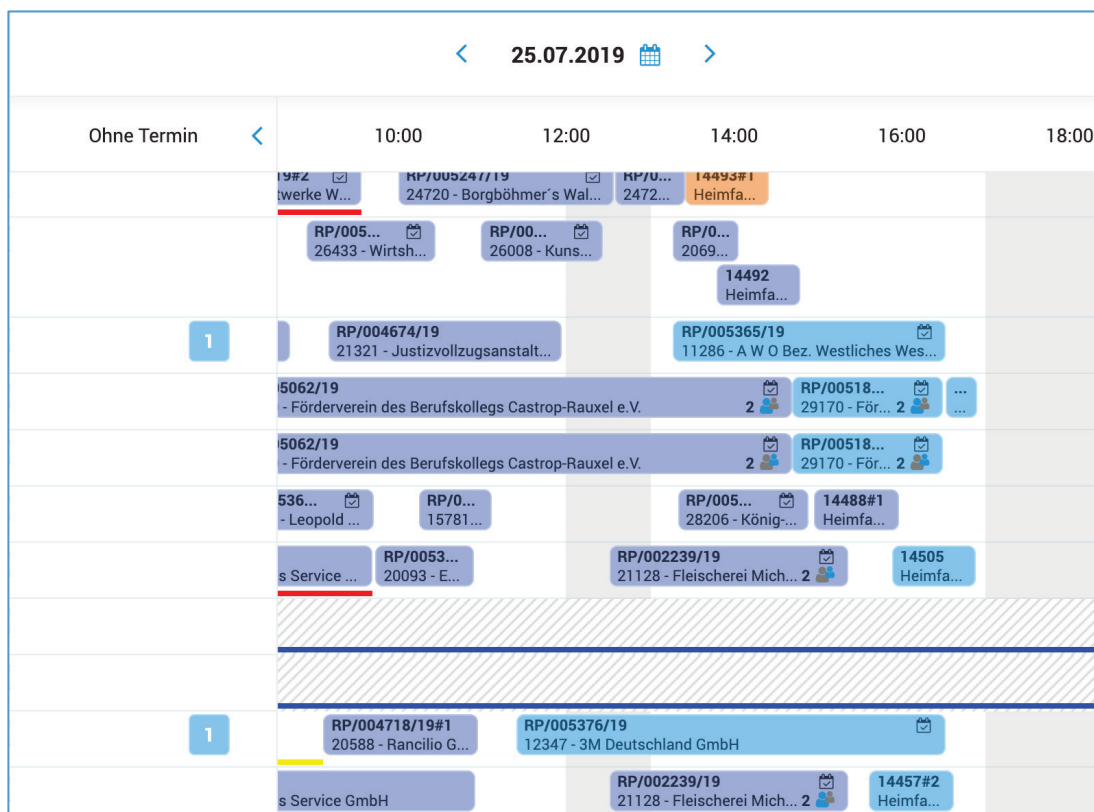 25.07.2019
Ohne Termin 10:00 12:00 14:00 16:00 18:00
19#2 RP/005247/19 RP/0... 14493#1
twerke W... 24720 - Borgböhmer´s Wal... 2472... Heimfa...
RP/005... RP/00... RP/0...
26433 - Wirtsh... 26008 - Kuns... 2069...
14492
Heimfa...
1 RP/004674/19 RP/005365/19
21321 - Justizvollzugsanstalt... 11286 - A W O Bez. Westliches Wes...
05062/19 RP/00518... ...
- Förderverein des Berufskollegs Castrop-Rauxel e.V. 2 29170 - För... 2 ...
05062/19 RP/00518...
- Förderverein des Berufskollegs Castrop-Rauxel e.V. 2 29170 - För... 2
536... RP/0... RP/005... 14488#1
- Leopold ... 15781... 28206 - König-... Heimfa...
RP/0053... RP/002239/19 14505
s Service ... 20093 - E... 21128 - Fleischerei Mich... 2 Heimfa...
1 RP/004718/19#1 RP/005376/19
20588 - Rancilio G... 12347 - 3M Deutschland GmbH
RP/002239/19 14457#2
s Service GmbH 21128 - Fleischerei Mich... 2 Heimfa...